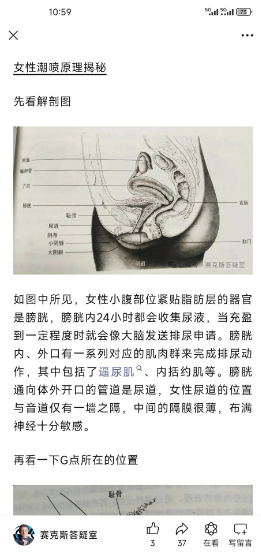 10:59
女性潮喷原理揭秘
先看解剖图
耻骨
尿道
阴蒂
小阴唇
大阴唇
膀胱
直肠
肛门
赛克斯答疑室
如图中所见，女性小腹部位紧贴脂肪层的器官
是膀胱，膀胱内24小时都会收集尿液，当充盈
到一定程度时就会像大脑发送排尿申请。膀胱
内、外口有一系列对应的肌肉群来完成排尿动
作，其中包括了逼尿肌、内括约肌等。膀胱
通向体外开口的管道是尿道，女性尿道的位置
与音道仅有一墙之隔，中间的隔膜很薄，布满
神经十分敏感。
再看一下G点所在的位置
耻骨
赛克斯答疑室
3
37
在看
写留言